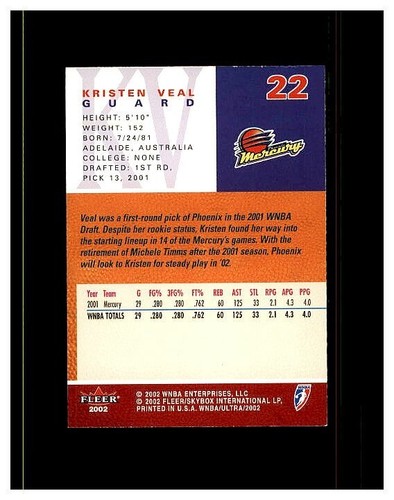 KV
KRISTEN VEAL
GUARD
22
HEIGHT: 5'10"
WEIGHT: 152
BORN: 7/24/81
ADELAIDE, AUSTRALIA
COLLEGE: NONE
DRAFTED: 1ST RD,
PICK 13, 2001
Mercury
Veal was a first-round pick of Phoenix in the 2001 WNBA
Draft. Despite her rookie status, Kristen found her way into
the starting lineup in 14 of the Mercury's games. With the
retirement of Michele Timms after the 2001 season, Phoenix
will look to Kristen for steady play in '02.
Year Team G FG% 3FG% FT% REB AST STL RPG APG PPG
2001 Mercury 29 .280 .280 .762 60 125 33 2.1 4.3 4.0
WNBA TOTALS 29 .280 .280 .762 60 125 33 2.1 4.3 4.0
FLEER
2002
© 2002 WNBA ENTERPRISES, LLC
© 2002 FLEER/SKYBOX INTERNATIONAL LP,
PRINTED IN U.S.A. WNBA/ULTRA/2002